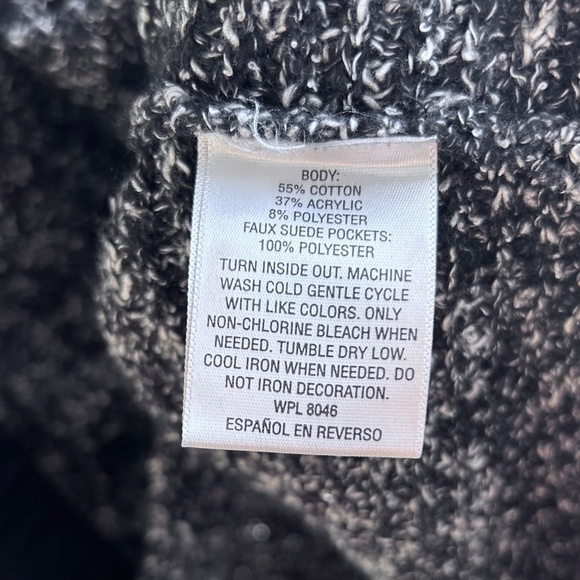 BODY:
55% COTTON
37% ACRYLIC
8% POLYESTER
FAUX SUEDE POCKETS:
100% POLYESTER
TURN INSIDE OUT. MACHINE
WASH COLD GENTLE CYCLE
WITH LIKE COLORS. ONLY
NON-CHLORINE BLEACH WHEN
NEEDED. TUMBLE DRY LOW.
COOL IRON WHEN NEEDED. DO
NOT IRON DECORATION.
WPL 8046
ESPAÑOL EN REVERSO